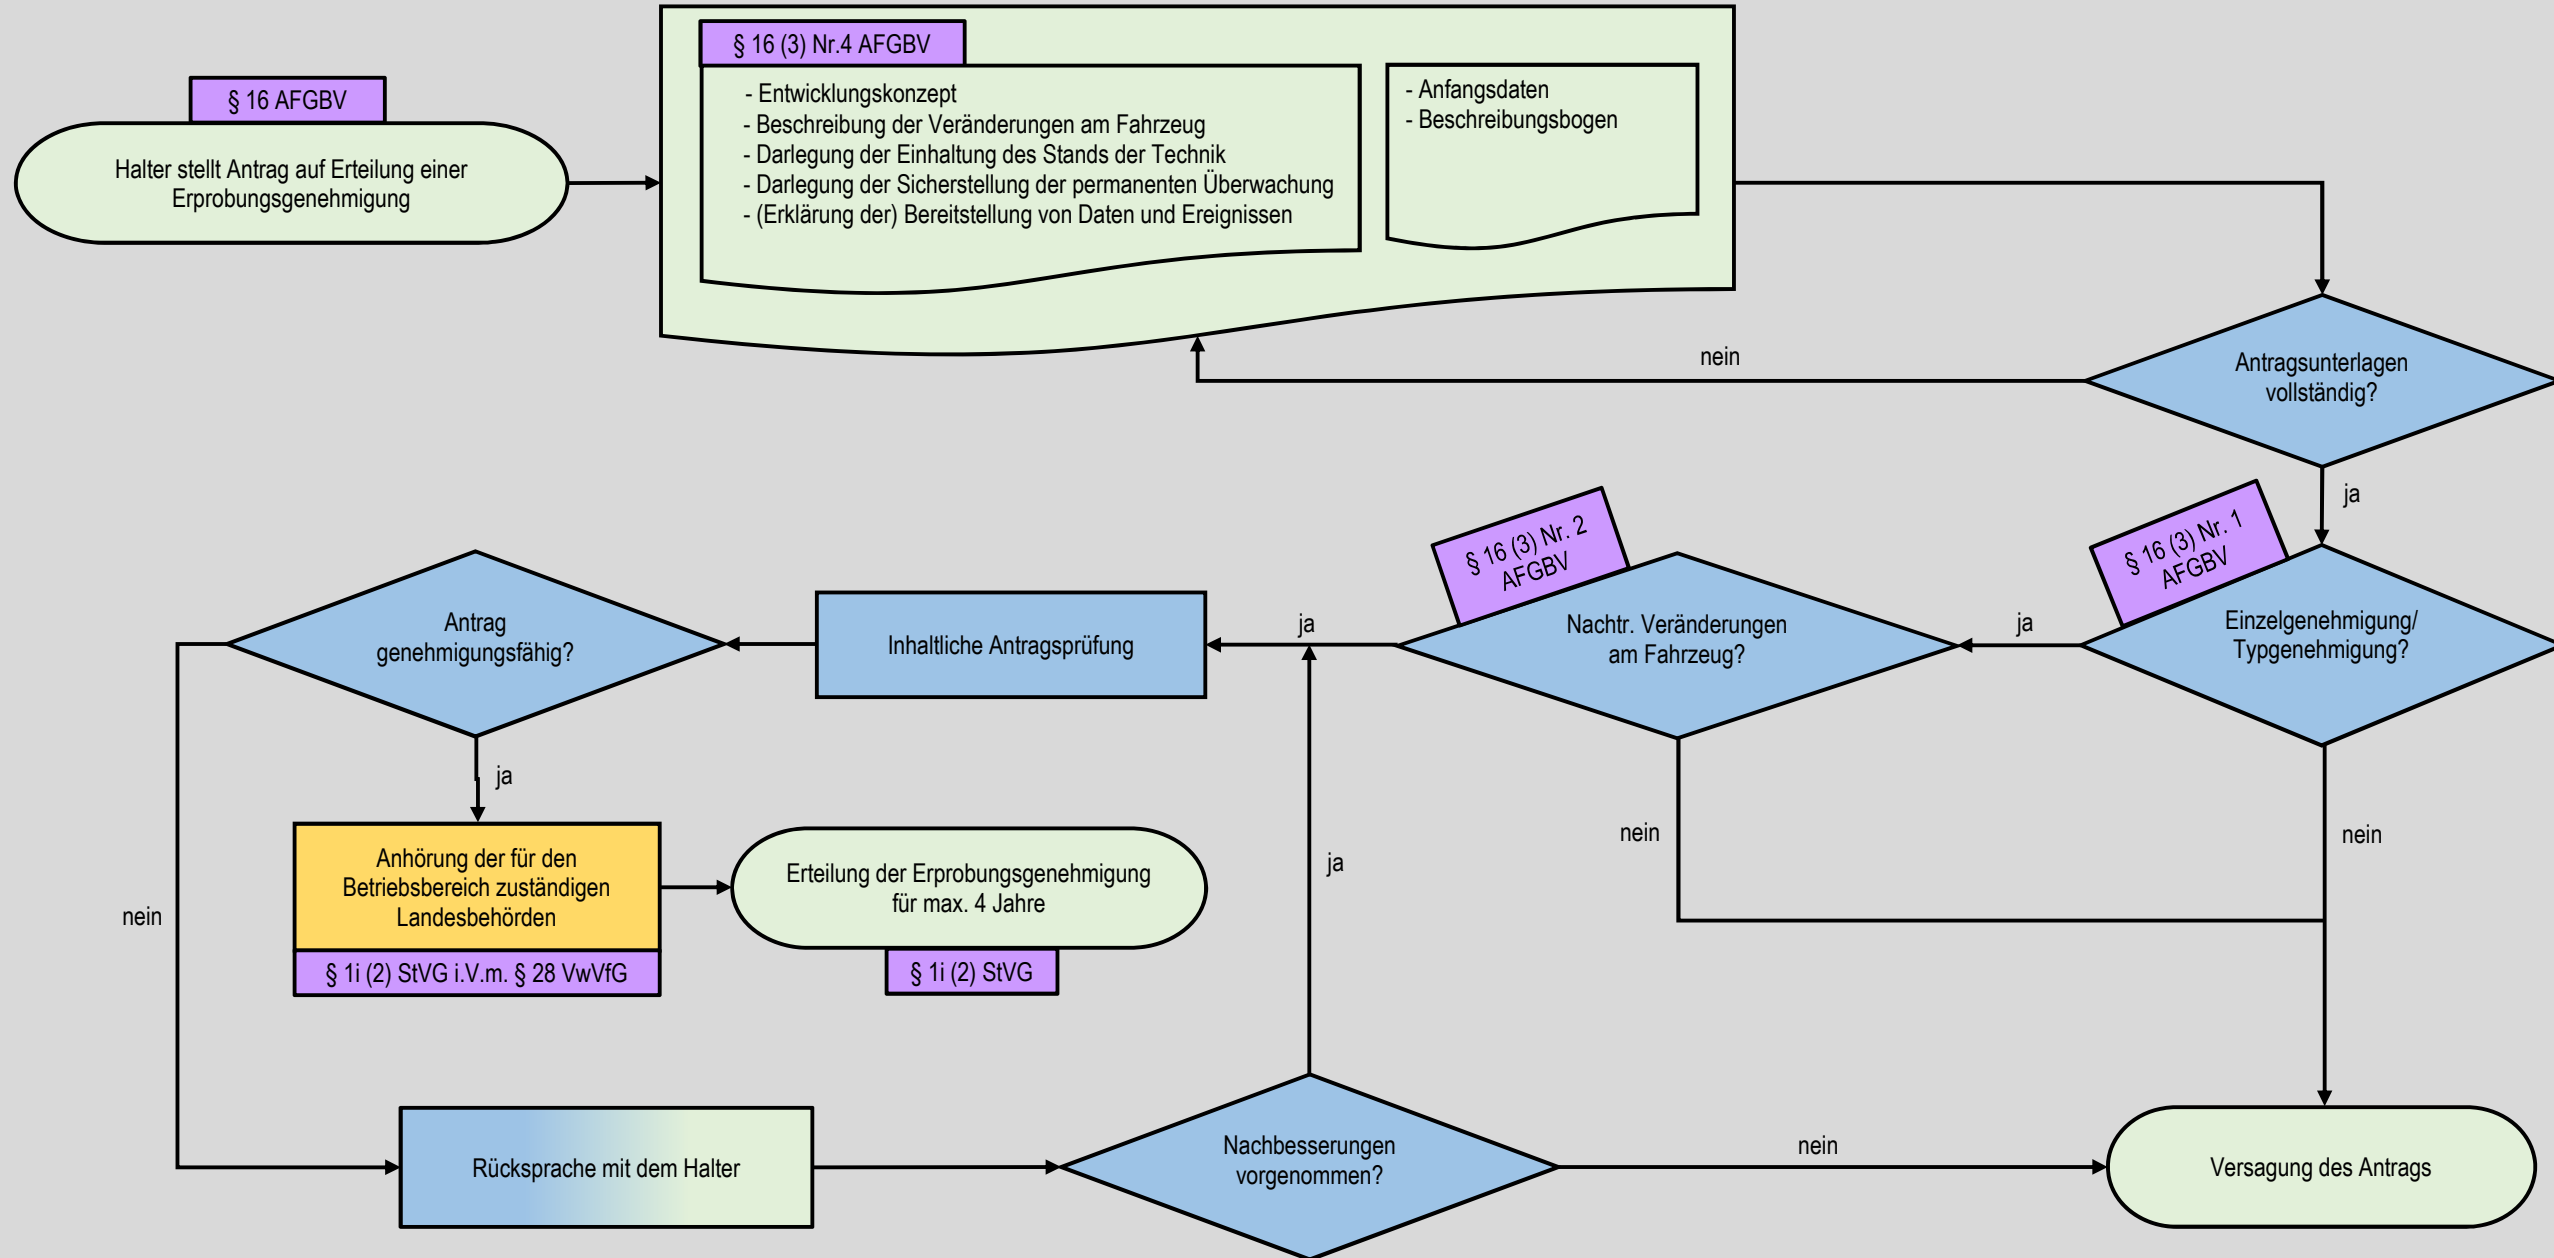 § 16 AFGBV
Halter stellt Antrag auf Erteilung einer
Erprobungsgenehmigung
§ 16 (3) Nr.4 AFGBV
- Entwicklungskonzept
- Beschreibung der Veränderungen am Fahrzeug
- Darlegung der Einhaltung des Stands der Technik
- Darlegung der Sicherstellung der permanenten Überwachung
- (Erklärung der) Bereitstellung von Daten und Ereignissen
- Anfangsdaten
- Beschreibungsbogen
Antragsunterlagen
vollständig?
nein
ja
§ 16 (3) Nr. 1
AFGBV
Einzelgenehmigung/
Typgenehmigung?
ja
nein
§ 16 (3) Nr. 2
AFGBV
Nachtr. Veränderungen
am Fahrzeug?
ja
nein
Inhaltliche Antragsprüfung
Antrag
genehmigungsfähig?
ja
nein
Anhörung der für den
Betriebsbereich zuständigen
Landesbehörden
§ 1i (2) StVG i.V.m. § 28 VwVfG
Erteilung der Erprobungsgenehmigung
für max. 4 Jahre
§ 1i (2) StVG
Rücksprache mit dem Halter
Nachbesserungen
vorgenommen?
ja
nein
Versagung des Antrags